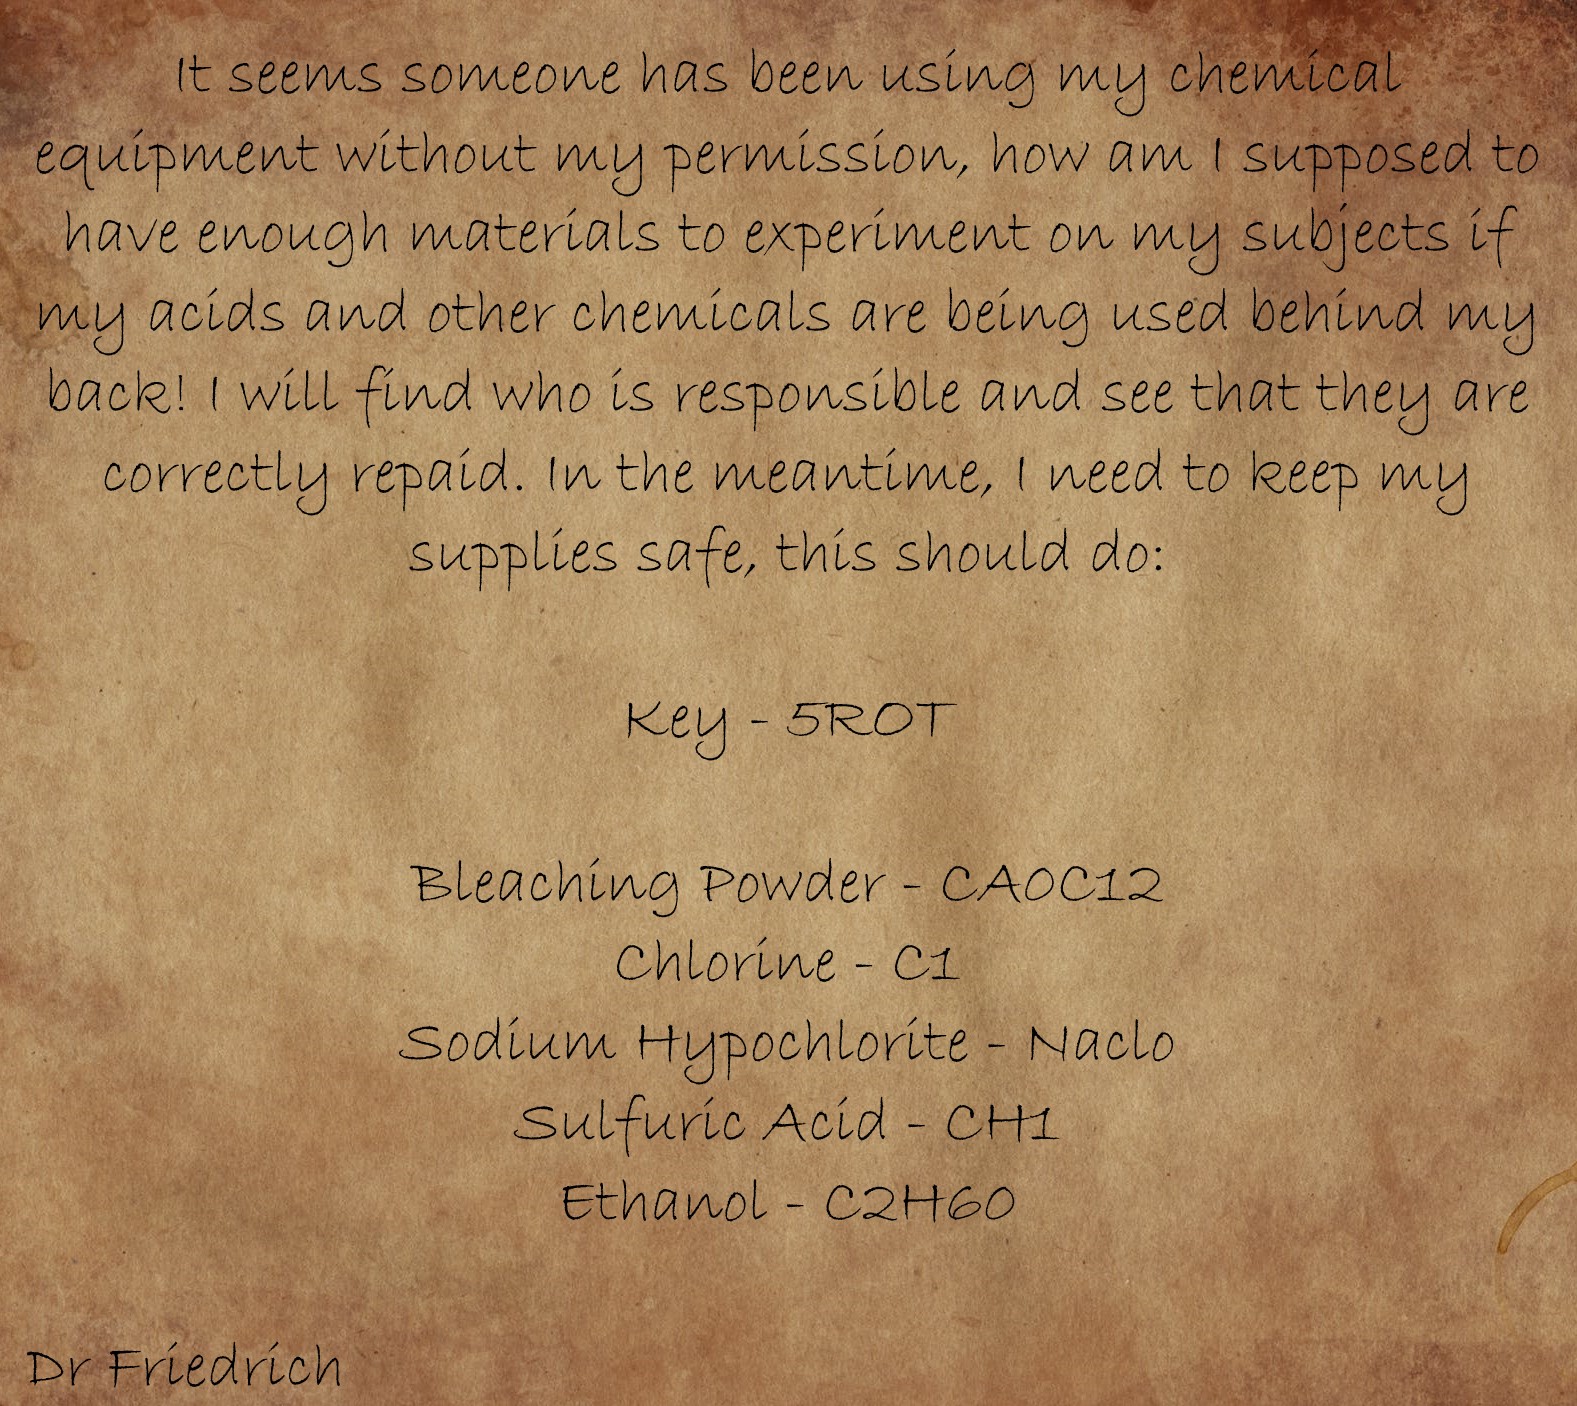 It seems someone has been using my chemical
equipment without my permission, how am I supposed to
have enough materials to experiment on my subjects if
my acids and other chemicals are being used behind my
back! I will find who is responsible and see that they are
correctly repaid. In the meantime, I need to keep my
supplies safe, this should do:
Key - 5ROT
Bleaching Powder - CAOC12
Chlorine - C1
Sodium Hypochlorite - Naclo
Sulfuric Acid - CH1
Ethanol - C2H60
Dr Friedrich